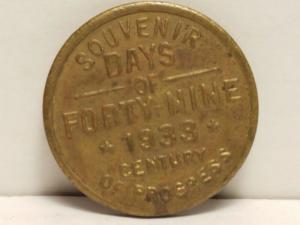 SOUVENIR
DAYS
OF
FORTY-NINE
* 1933 *
CENTURY
OF PROGRESS